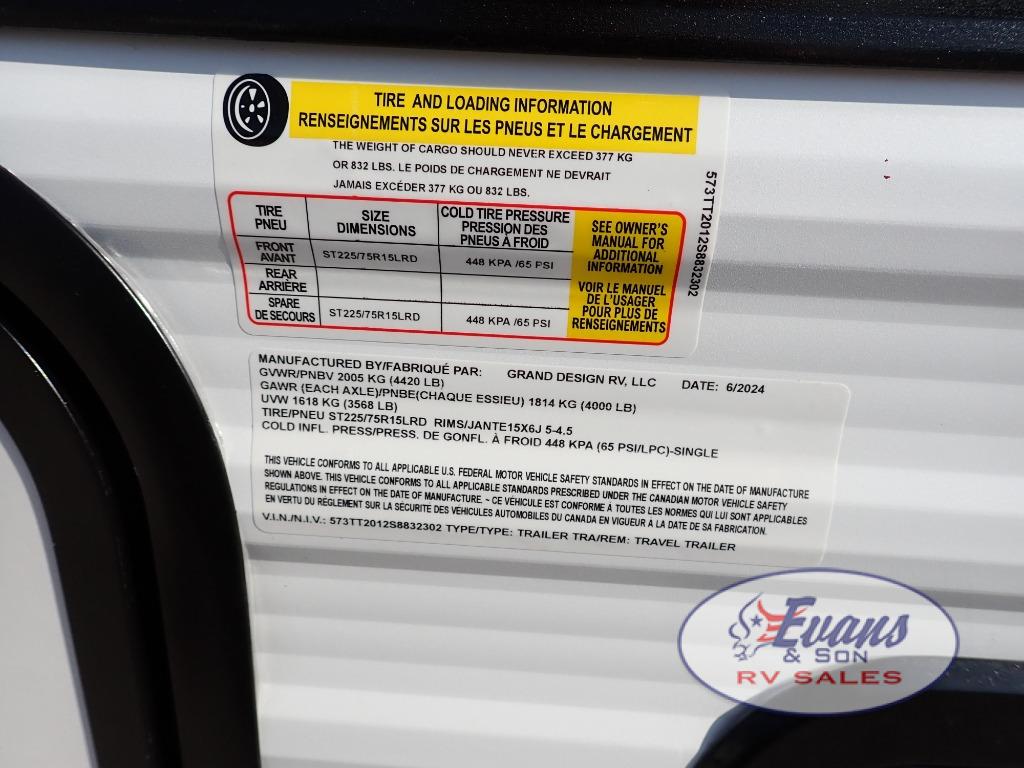 TIRE AND LOADING INFORMATION
RENSEIGNEMENTS SUR LES PNEUS ET LE CHARGEMENT
THE WEIGHT OF CARGO SHOULD NEVER EXCEED 377 KG
OR 832 LBS. LE POIDS DE CHARGEMENT NE DEVRAIT
JAMAIS EXCÉDER 377 KG OU 832 LBS.
TIRE
PNEU
SIZE
DIMENSIONS
COLD TIRE PRESSURE
PRESSION DES
PNEUS À FROID
SEE OWNER'S
MANUAL FOR
ADDITIONAL
INFORMATION
VOIR LE MANUEL
DE L'USAGER
POUR PLUS DE
RENSEIGNEMENTS
FRONT
AVANT
ST225/75R15LRD
448 KPA /65 PSI
REAR
ARRIÈRE
SPARE
DE SECOURS
ST225/75R15LRD
448 KPA /65 PSI
573TT2012S8832302
MANUFACTURED BY/FABRIQUÉ PAR: GRAND DESIGN RV, LLC DATE: 6/2024
GVWR/PNBV 2005 KG (4420 LB)
GAWR (EACH AXLE)/PNBE(CHAQUE ESSIEU) 1814 KG (4000 LB)
UVW 1618 KG (3568 LB)
TIRE/PNEU ST225/75R15LRD RIMS/JANTE15X6J 5-4.5
COLD INFL. PRESS/PRESS. DE GONFL. À FROID 448 KPA (65 PSI/LPC)-SINGLE
THIS VEHICLE CONFORMS TO ALL APPLICABLE U.S. FEDERAL MOTOR VEHICLE SAFETY STANDARDS IN EFFECT ON THE DATE OF MANUFACTURE
SHOWN ABOVE. THIS VEHICLE CONFORMS TO ALL APPLICABLE STANDARDS PRESCRIBED UNDER THE CANADIAN MOTOR VEHICLE SAFETY
REGULATIONS IN EFFECT ON THE DATE OF MANUFACTURE. ~ CE VÉHICULE EST CONFORME À TOUTES LES NORMES QUI LUI SONT APPLICABLES
EN VERTU DU RÉGLEMENT SUR LA SÉCURITE DES VÉHICULES AUTOMOBILES DU CANADA EN VIGUEUR À LA DATE DE SA FABRICATION.
V.I.N./N.I.V.: 573TT2012S8832302 TYPE/TYPE: TRAILER TRA/REM: TRAVEL TRAILER
Evans
& SON
RV SALES